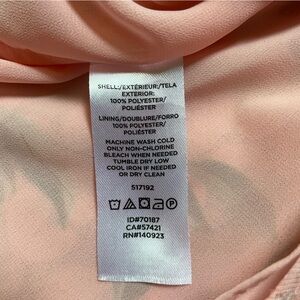 SHELL:/EXTÉRIEUR:/TELA
EXTERIOR:
100% POLYESTER/
POLIÉSTER
LINING/DOUBLURE/FORRO
100% POLYESTER/
POLIÉSTER
MACHINE WASH COLD
ONLY NON-CHLORINE
BLEACH WHEN NEEDED
TUMBLE DRY LOW
COOL IRON IF NEEDED
OR DRY CLEAN
517192
ID#70187
CA#57421
RN#140923